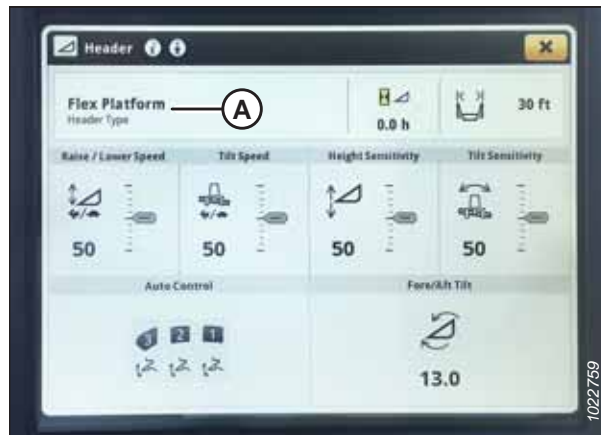 Header
Flex Platform
Header Type
A
0.0 h
30 ft
Raise / Lower Speed
Tilt Speed
Height Sensitivity
Tilt Sensitivity
50
50
50
50
Auto Control
Fore/Aft Tilt
3 2 1
13.0
1022759